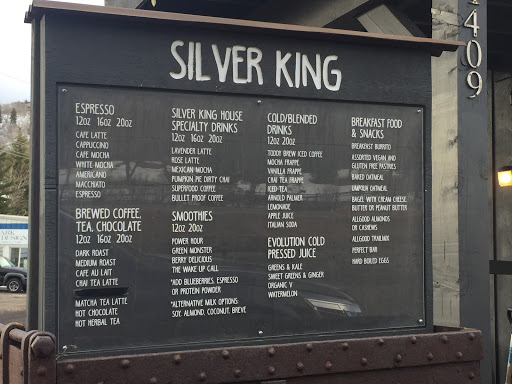 SILVER KING
1409
ESPRESSO
12oz 16oz 20oz
CAFE LATTE
CAPPUCCINO
CAFE MOCHA
WHITE MOCHA
AMERICANO
MACCHIATO
ESPRESSO
BREWED COFFEE,
TEA, CHOCOLATE
12oz 16oz 20oz
DARK ROAST
MEDIUM ROAST
CAFE AU LAIT
CHAI TEA LATTE
MATCHA TEA LATTE
HOT CHOCOLATE
HOT HERBAL TEA
SILVER KING HOUSE
SPECIALTY DRINKS
12oz 16oz 20oz
LAVENDER LATTE
ROSE LATTE
MEXICAN MOCHA
PUMPKIN PIE DIRTY CHAI
SUPERFOOD COFFEE
BULLET PROOF COFFEE
SMOOTHIES
12oz 16oz 20oz
POWER HOUR
GREEN MONSTER
BERRY DELICIOUS
THE WAKE UP CALL
*ADD BLUEBERRIES, ESPRESSO
OR PROTEIN POWDER
*ALTERNATIVE MILK OPTIONS:
SOY, ALMOND, COCONUT, BREVE
COLD/BLENDED
DRINKS
12oz 16oz 20oz
TODDY BREW ICED COFFEE
MOCHA FRAPPE
VANILLA FRAPPE
CHAI TEA FRAPPE
ICED TEA
ARNOLD PALMER
LEMONADE
APPLE JUICE
ITALIAN SODA
EVOLUTION COLD
PRESSED JUICE
GREENS & KALE
SWEET GREENS & GINGER
ORGANIC V
WATERMELON
BREAKFAST FOOD
& SNACKS
BREAKFAST BURRITO
ASSORTED VEGAN AND
GLUTEN FREE PASTRIES
BAKED OATMEAL
UMPQUA OATMEAL
BAGEL WITH CREAM CHEESE,
BUTTER OR PEANUT BUTTER
ALLGOOD ALMONDS
OR CASHEWS
ALLGOOD TRAILMIX
PERFECT BAR
HARD BOILED EGGS
DESIGN